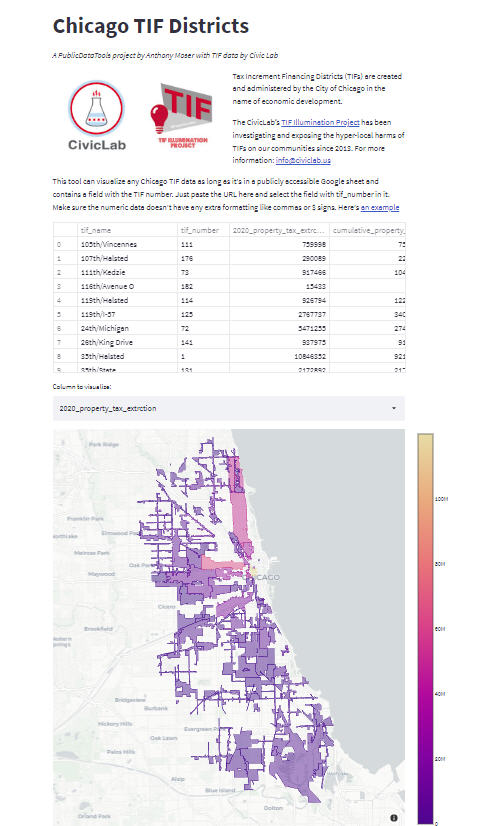 Chicago TIF Districts
A PublicDataTools project by Anthony Moser with TIF data by Civic Lab
CivicLab
TIF
TIF ILLUMINATION
PROJECT
Tax Increment Financing Districts (TIFs) are created
and administered by the City of Chicago in the
name of economic development.
The CivicLab's TIF Illumination Project has been
investigating and exposing the hyper-local harms of
TIFs on our communities since 2013. For more
information: info@civiclab.us
This tool can visualize any Chicago TIF data as long as it's in a publicly accessible Google sheet and
contains a field with the TIF number. Just paste the URL here and select the field with tif_number in it.
Make sure the numeric data doesn't have any extra formatting like commas or $ signs. Here's an example
tif_name tif_number 2020_property_tax_extrc... cumulative_property_
0 105th/Vincennes 111 759998 75
1 107th/Halsted 176 290089 22
2 111th/Kedzie 73 917466 104
3 116th/Avenue O 182 15433
4 119th/Halsted 114 926794 122
5 119th/I-57 125 2767737 340
6 24th/Michigan 72 5471255 274
7 26th/King Drive 141 937975 91
8 35th/Halsted 1 10846352 921
9 35th/State 131 2172892 217
Column to visualize:
2020_property_tax_extrction
Park Ridge
Franklin Park
Elmwood Pa
Northlake
Melrose Park
Oak Pa
Maywood
CHICAGO
Cicero
Brookfield
Western
Springs
Bridgeview
Burbank
Hickory Hills
Oak Lawn
Evergreen P
Palos Hills
Alsip
Blue Island
Dolton
Orland Park
100M
80M
60M
40M
20M
0